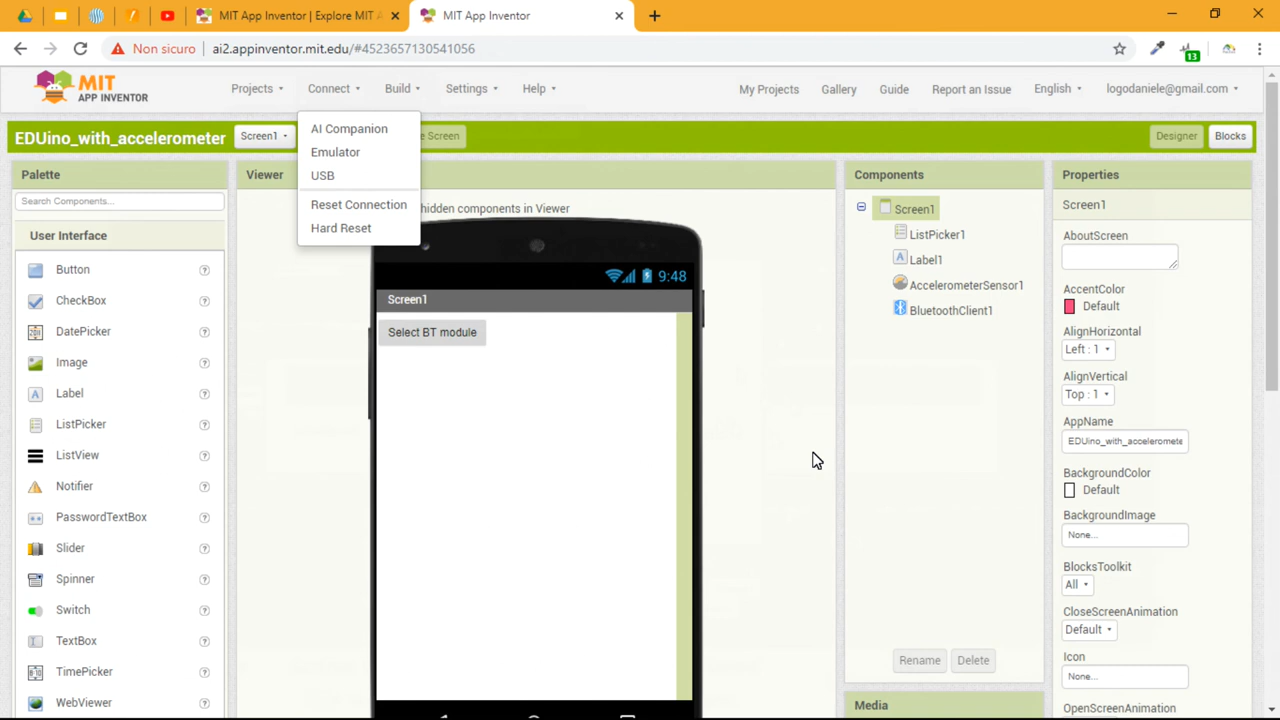 MIT App Inventor | Explore MIT A
MIT App Inventor
Non sicuro
ai2.appinventor.mit.edu/#4523657130541056
13
MIT
APP INVENTOR
Projects
Connect
Build
Settings
Help
My Projects
Gallery
Guide
Report an Issue
English
logodaniele@gmail.com
EDUino_with_accelerometer
Screen1
AI Companion
Emulator
USB
Reset Connection
Hard Reset
e Screen
Designer
Blocks
Palette
Search Components...
User Interface
Button
CheckBox
DatePicker
Image
Label
ListPicker
ListView
Notifier
PasswordTextBox
Slider
Spinner
Switch
TextBox
TimePicker
WebViewer
Viewer
hidden components in Viewer
9:48
Screen1
Select BT module
Components
Screen1
ListPicker1
Label1
AccelerometerSensor1
BluetoothClient1
Rename
Delete
Media
Properties
Screen1
AboutScreen
AccentColor
Default
AlignHorizontal
Left : 1
AlignVertical
Top : 1
AppName
EDUino_with_acceleromete
BackgroundColor
Default
BackgroundImage
None...
BlocksToolkit
All
CloseScreenAnimation
Default
Icon
None...
OpenScreenAnimation